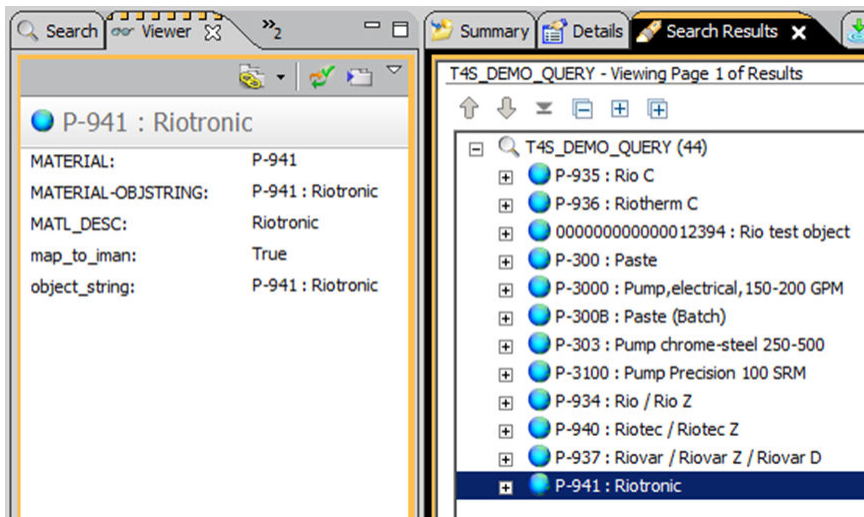 Search
Viewer
»2
Summary
Details
Search Results
T4S_DEMO_QUERY - Viewing Page 1 of Results
P-941 : Riotronic
MATERIAL: P-941
MATERIAL-OBJSTRING: P-941 : Riotronic
MATL_DESC: Riotronic
map_to_iman: True
object_string: P-941 : Riotronic
T4S_DEMO_QUERY (44)
P-935 : Rio C
P-936 : Riotherm C
000000000000012394 : Rio test object
P-300 : Paste
P-3000 : Pump,electrical,150-200 GPM
P-300B : Paste (Batch)
P-303 : Pump chrome-steel 250-500
P-3100 : Pump Precision 100 SRM
P-934 : Rio / Rio Z
P-940 : Riotec / Riotec Z
P-937 : Riovar / Riovar Z / Riovar D
P-941 : Riotronic